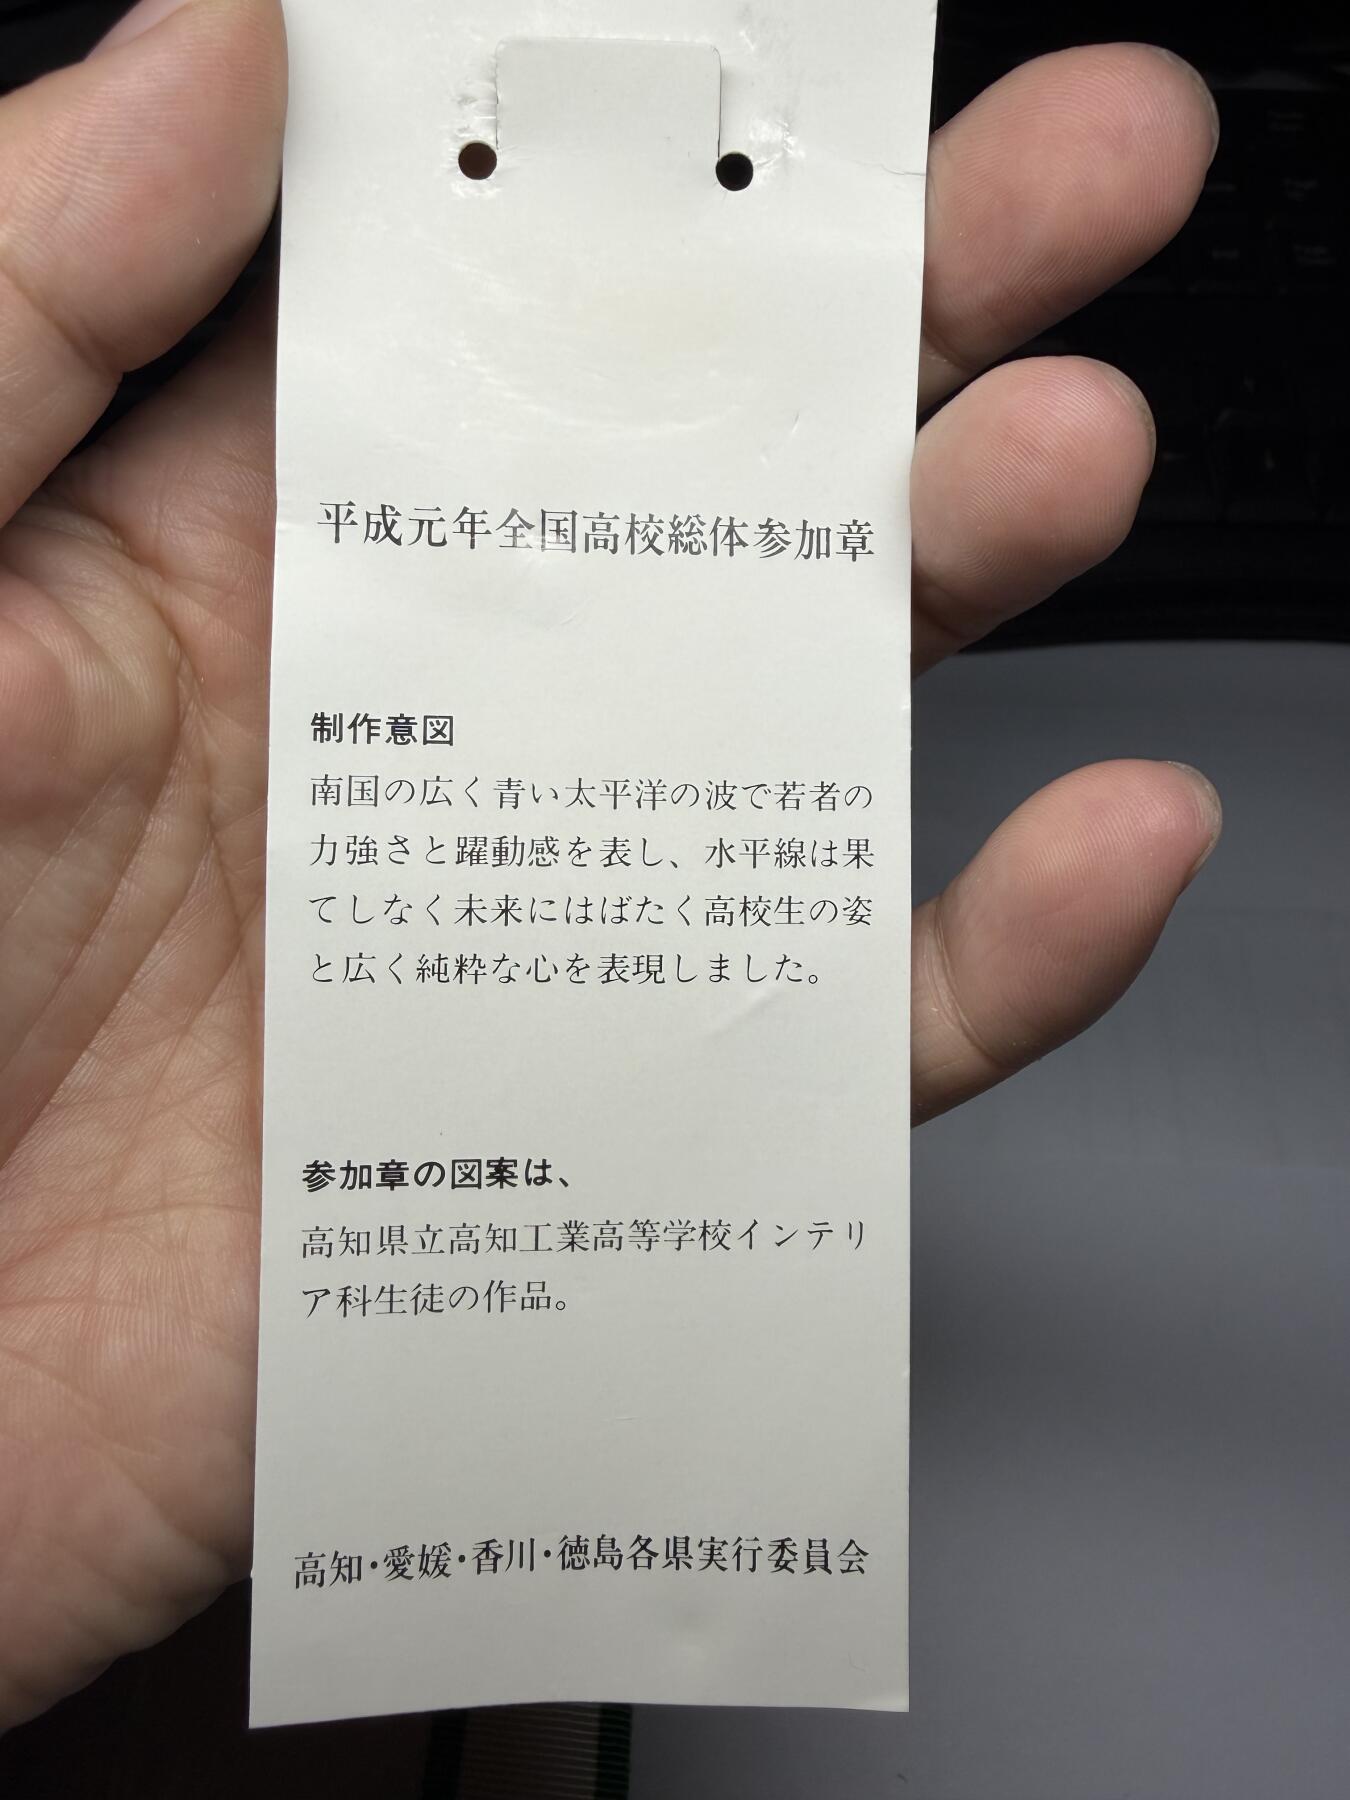 平成元年全国高校総体参加章
制作意図
南国の広く青い太平洋の波で若者の
力強さと躍動感を表し、水平線は果
てしなく未来にはばたく高校生の姿
と広く純粋な心を表現しました。
参加章の図案は、
高知県立高知工業高等学校インテリ
ア科生徒の作品。
高知・愛媛・香川・徳島各県実行委員会